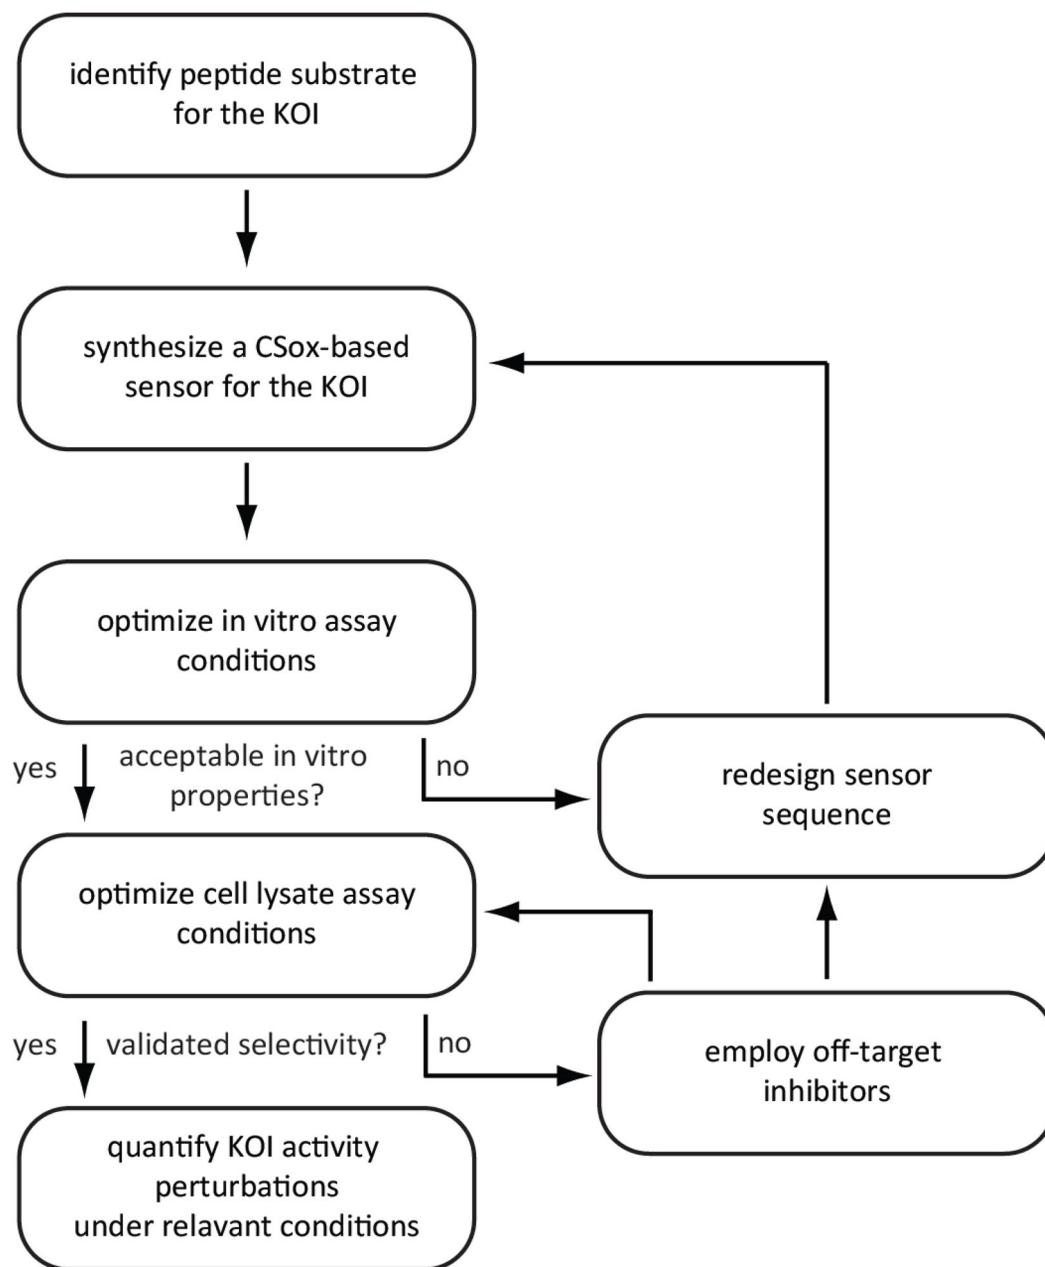 identify peptide substrate
for the KOI
synthesize a CSox-based
sensor for the KOI
optimize in vitro assay
conditions
yes
acceptable in vitro
properties?
no
redesign sensor
sequence
optimize cell lysate assay
conditions
yes
validated selectivity?
no
employ off-target
inhibitors
quantify KOI activity
perturbations
under relavant conditions